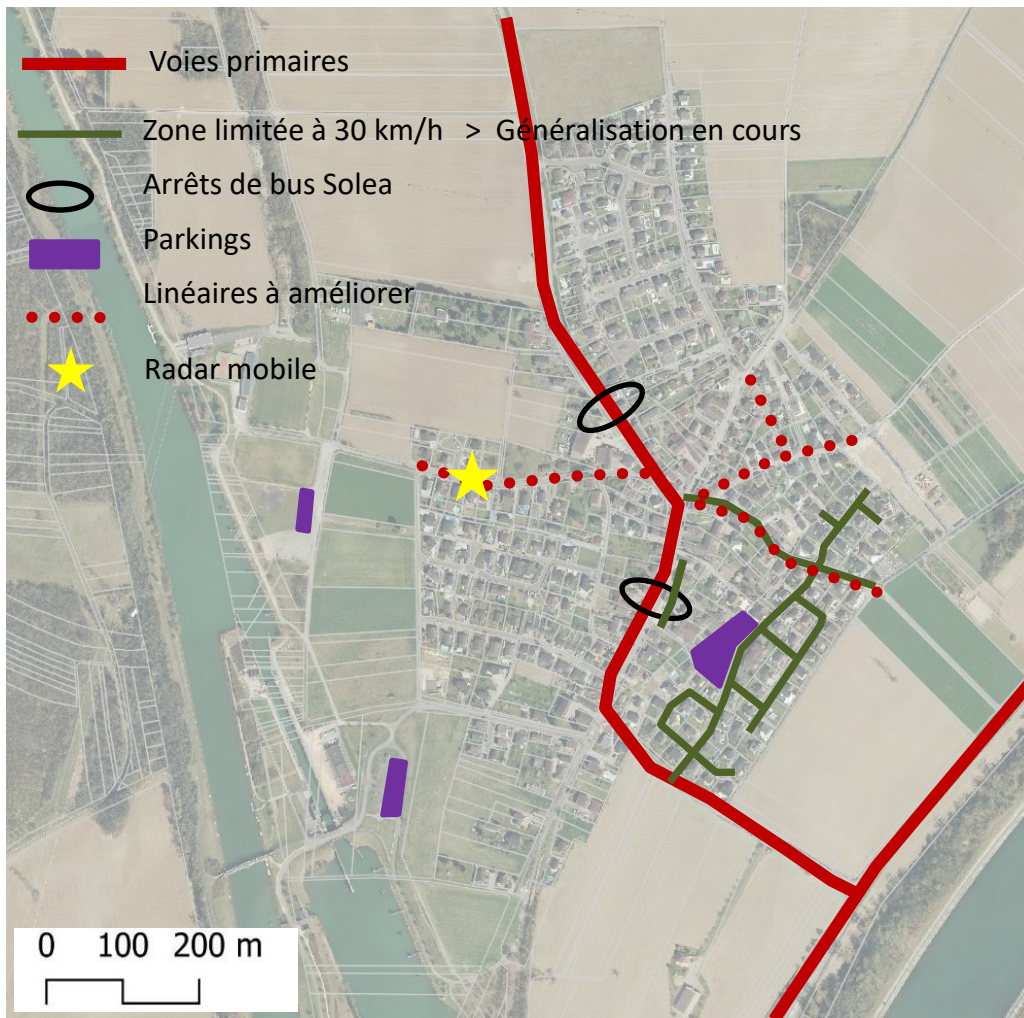 Voies primaires
Zone limitée à 30 km/h > Généralisation en cours
Arrêts de bus Solea
Parkings
Linéaires à améliorer
Radar mobile
0 100 200 m